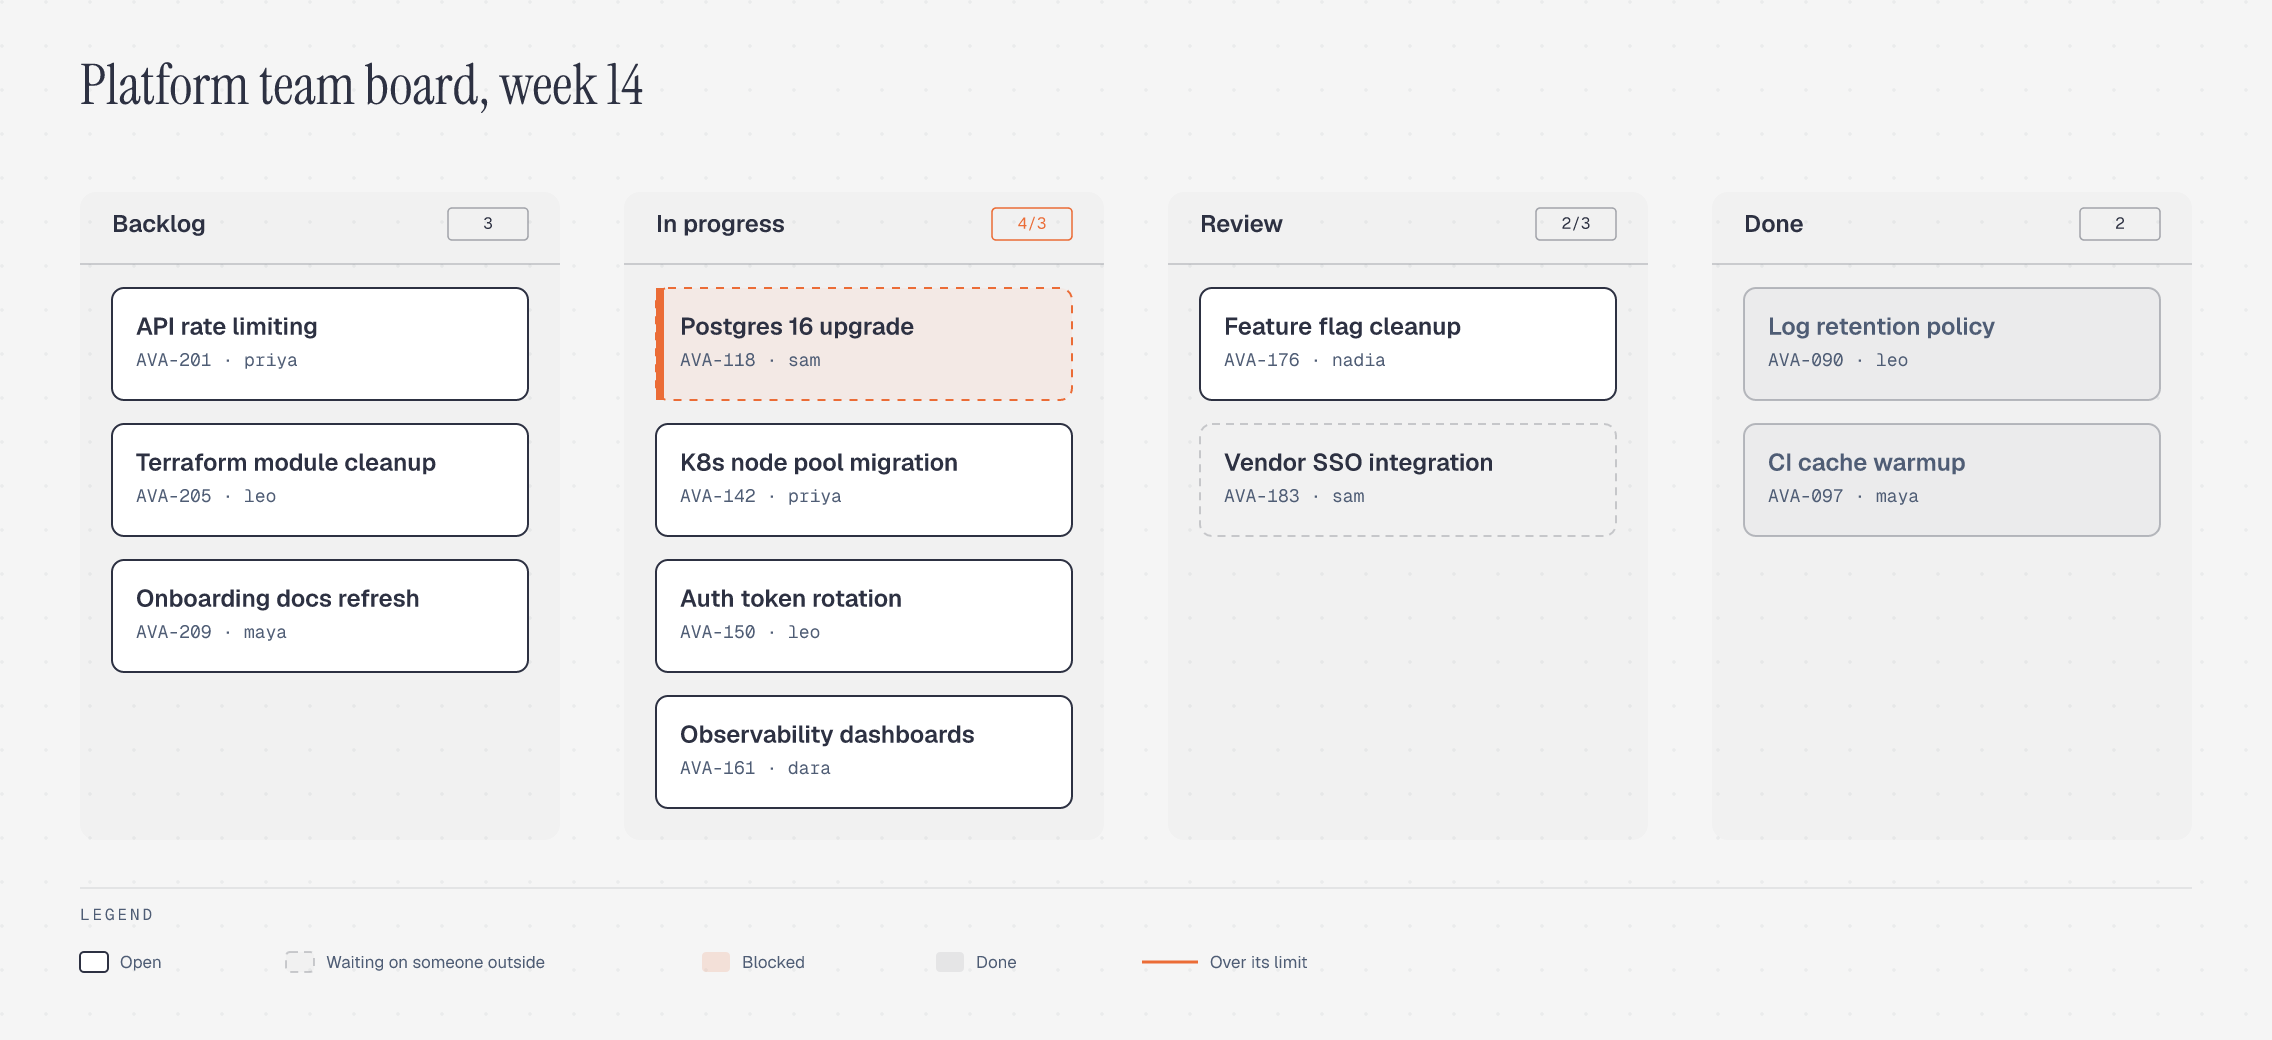 Platform team board, week 14
Backlog
3
API rate limiting
AVA-201 · priya
Terraform module cleanup
AVA-205 · leo
Onboarding docs refresh
AVA-209 · maya
In progress
4/3
Postgres 16 upgrade
AVA-118 · sam
K8s node pool migration
AVA-142 · priya
Auth token rotation
AVA-150 · leo
Observability dashboards
AVA-161 · dara
Review
2/3
Feature flag cleanup
AVA-176 · nadia
Vendor SSO integration
AVA-183 · sam
Done
2
Log retention policy
AVA-090 · leo
CI cache warmup
AVA-097 · maya
LEGEND
Open
Waiting on someone outside
Blocked
Done
Over its limit